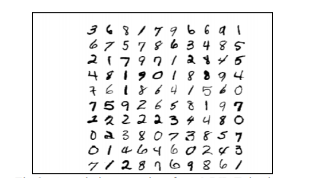 3 6 8 1 7 9 6 6 9 1
6 7 5 7 8 6 3 4 8 5
2 1 7 9 7 1 2 8 4 5
4 8 1 9 0 1 8 8 9 4
7 6 1 8 6 4 1 5 6 0
7 5 9 2 6 5 8 1 9 7
2 2 2 2 2 3 4 4 8 0
0 2 3 8 0 7 3 8 5 7
0 1 4 6 4 6 0 2 4 3
7 1 2 8 7 6 9 8 6 1